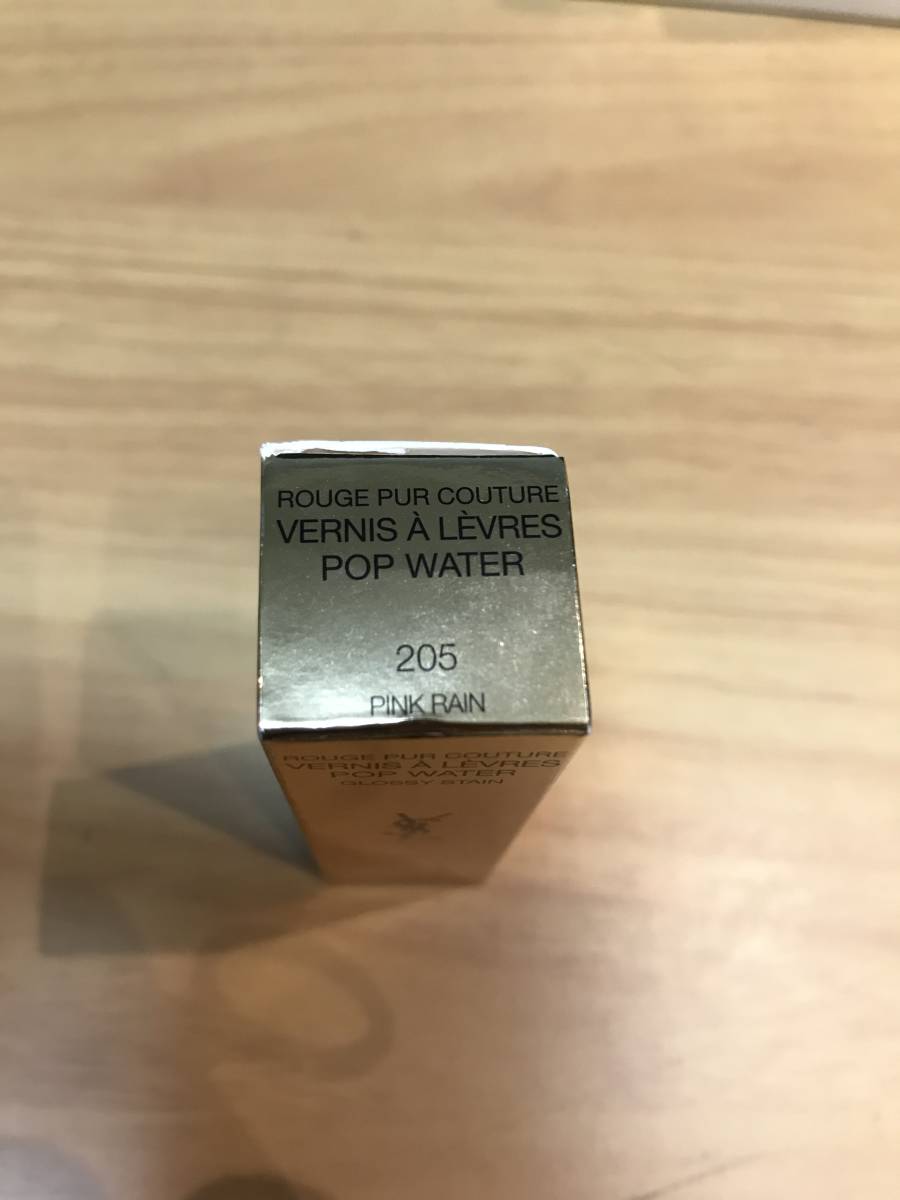 ROUGE PUR COUTURE
VERNIS À LÈVRES
POP WATER
205
PINK RAIN
ROUGE PUR COUTURE
VERNIS À LÈVRES
POP WATER
GLOSSY STAIN
YSL